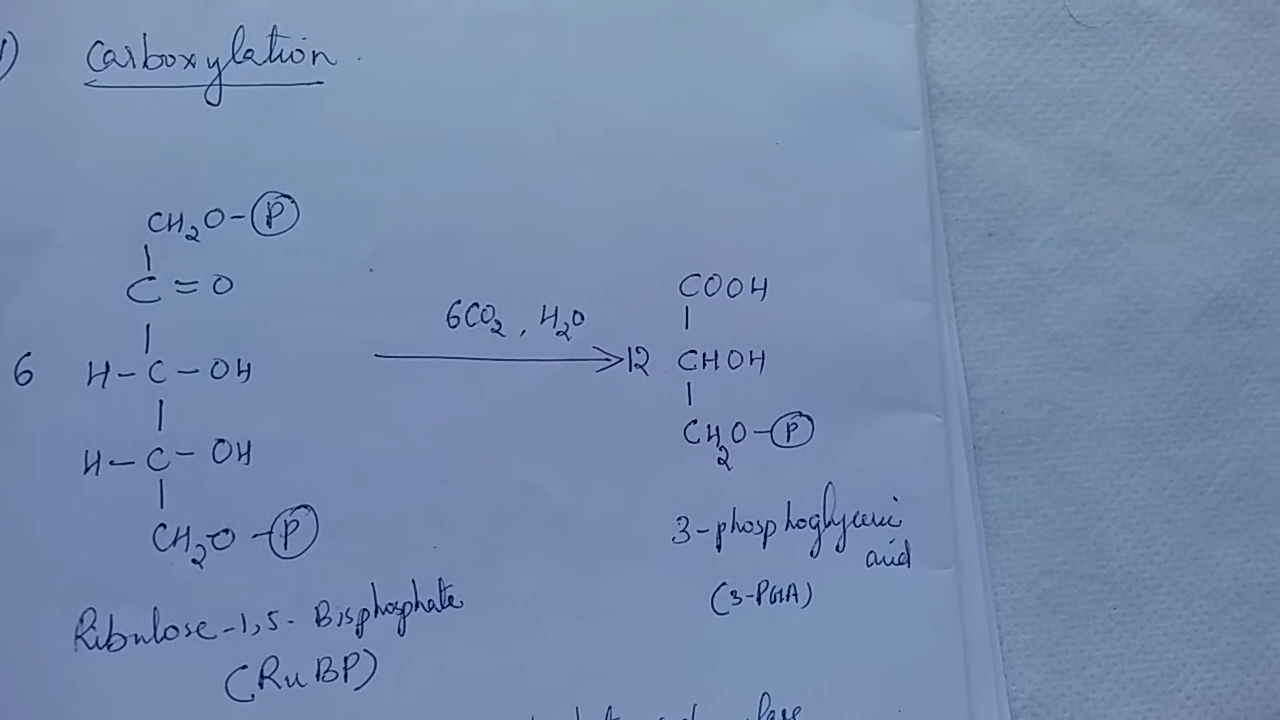 1) Carboxylation.
CH2O-(P)
C=O
6 H-C-OH
H-C-OH
CH2O-(P)
Ribulose-1,5-Bisphosphate
(RuBP)
6CO2, H2O
COOH
12 CHOH
CH2O-(P)
3-phosphoglyceric
acid
(3-PGA)